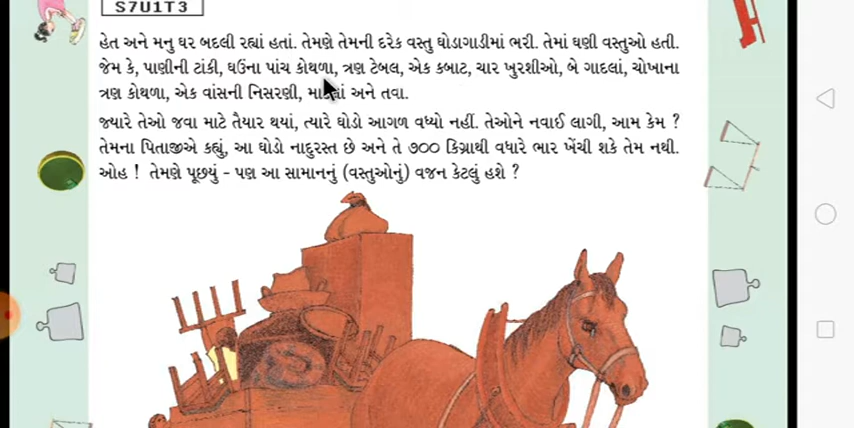 S7U1T3
હેત અને મનુ ઘર બદલી રહ્યાં હતાં. તેમણે તેમની દરેક વસ્તુ ઘોડાગાડીમાં ભરી. તેમાં ઘણી વસ્તુઓ હતી.
જેમ કે, પાણીની ટાંકી, ઘઉંના પાંચ કોથળા, ત્રણ ટેબલ, એક કબાટ, ચાર ખુરશીઓ, બે ગાદલાં, ચોખાના
ત્રણ કોથળા, એક વાંસની નિસરણી, અને તવા.
જ્યારે તેઓ જવા માટે તૈયાર થયાં, ત્યારે ઘોડો આગળ વધ્યો નહીં. તેઓને નવાઈ લાગી, આમ કેમ ?
તેમના પિતાજીએ કહ્યું, આ ઘોડો નાદુરસ્ત છે અને તે ૭૦૦ કિગ્રાથી વધારે ભાર ખેંચી શકે તેમ નથી.
ઓહ ! તેમણે પૂછયું - પણ આ સામાનનું (વસ્તુઓનું) વજન કેટલું હશે ?